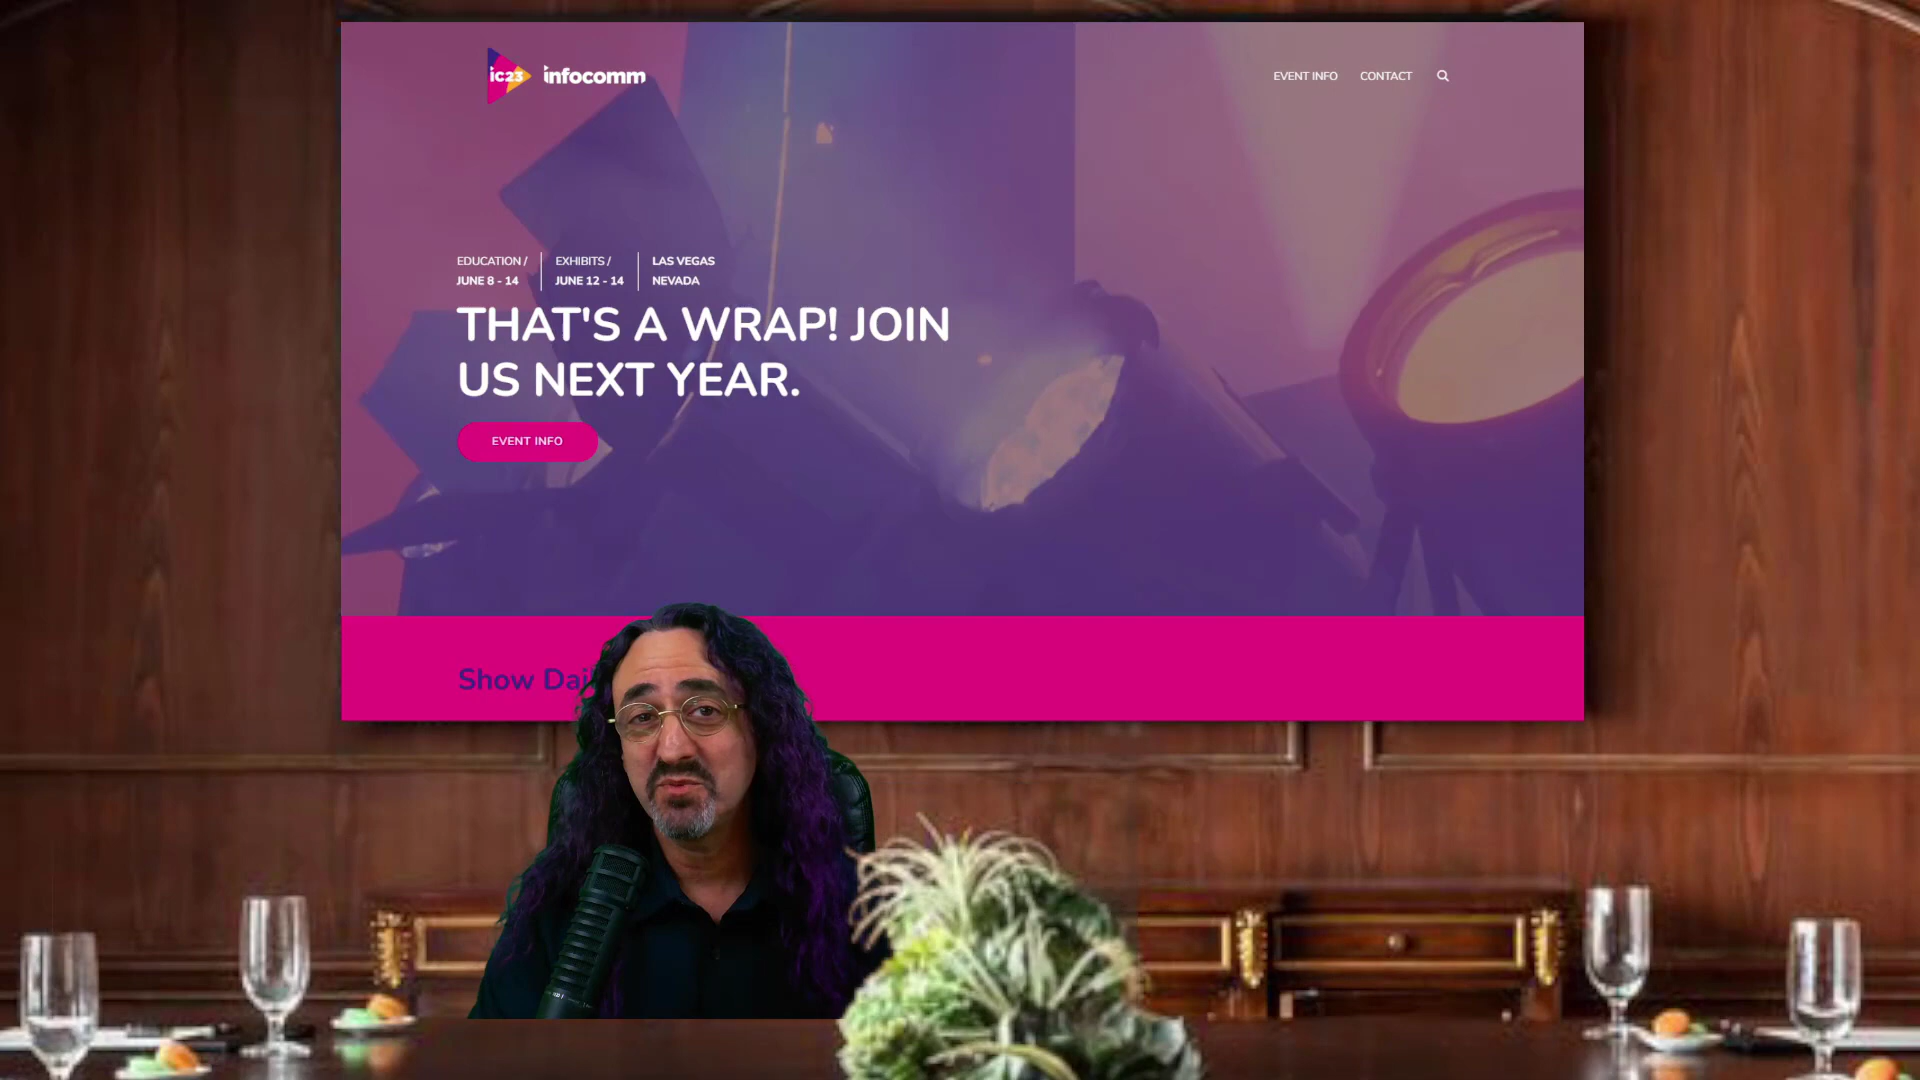 ic23 infocomm
EVENT INFO CONTACT
EDUCATION / EXHIBITS / LAS VEGAS
JUNE 8 - 14 JUNE 12 - 14 NEVADA
THAT'S A WRAP! JOIN
US NEXT YEAR.
EVENT INFO
Show